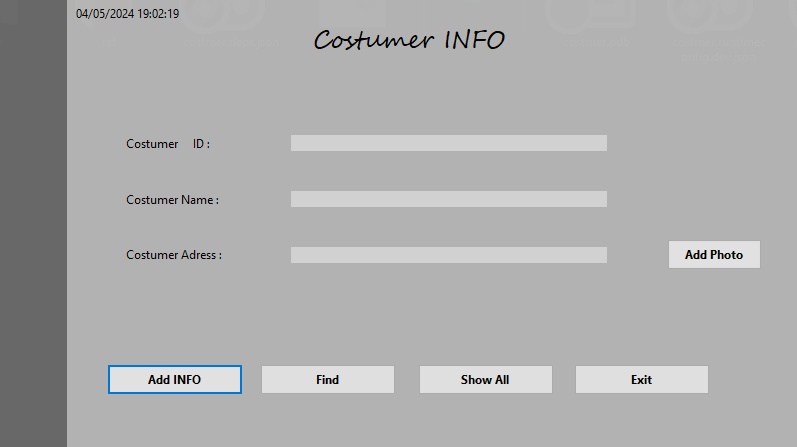 04/05/2024 19:02:19
Costumer INFO
Costumer ID :
Costumer Name :
Costumer Adress :
Add Photo
Add INFO
Find
Show All
Exit